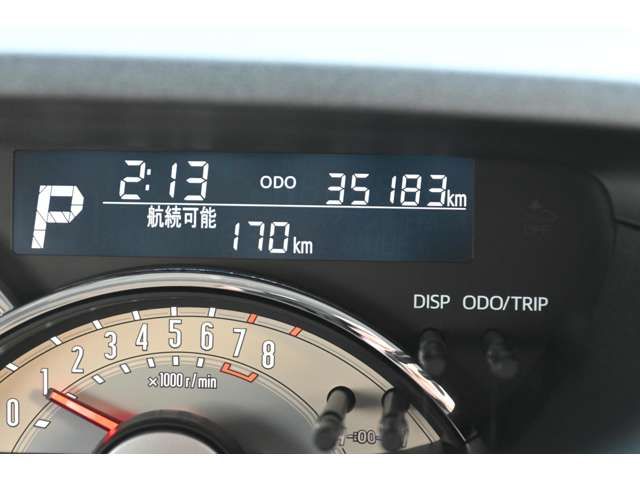 P 2:13 ODO 35183km
航続可能
170km
DISP ODO/TRIP
0 1 2 3 4 5 6 7 8
×1000 r/min